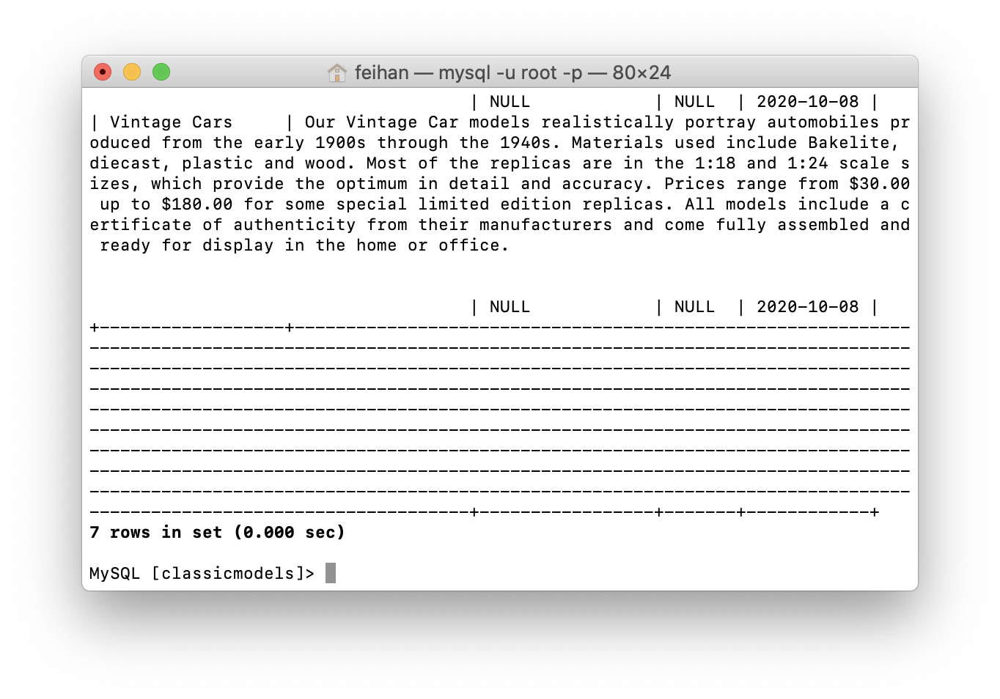 feihan — mysql -u root -p — 80×24
                                     | NULL            | NULL  | 2020-10-08 |
| Vintage Cars     | Our Vintage Car models realistically portray automobiles pr
oduced from the early 1900s through the 1940s. Materials used include Bakelite,
diecast, plastic and wood. Most of the replicas are in the 1:18 and 1:24 scale s
izes, which provide the optimum in detail and accuracy. Prices range from $30.00
 up to $180.00 for some special limited edition replicas. All models include a c
ertificate of authenticity from their manufacturers and come fully assembled and
 ready for display in the home or office.
                                     | NULL            | NULL  | 2020-10-08 |
+------------------+------------------------------------------------------------
--------------------------------------------------------------------------------
--------------------------------------------------------------------------------
--------------------------------------------------------------------------------
--------------------------------------------------------------------------------
--------------------------------------------------------------------------------
--------------------------------------------------------------------------------
--------------------------------------------------------------------------------
--------------------------------------------------------------------------------
-------------------------------------+-----------------+-------+------------+
7 rows in set (0.000 sec)
MySQL [classicmodels]>